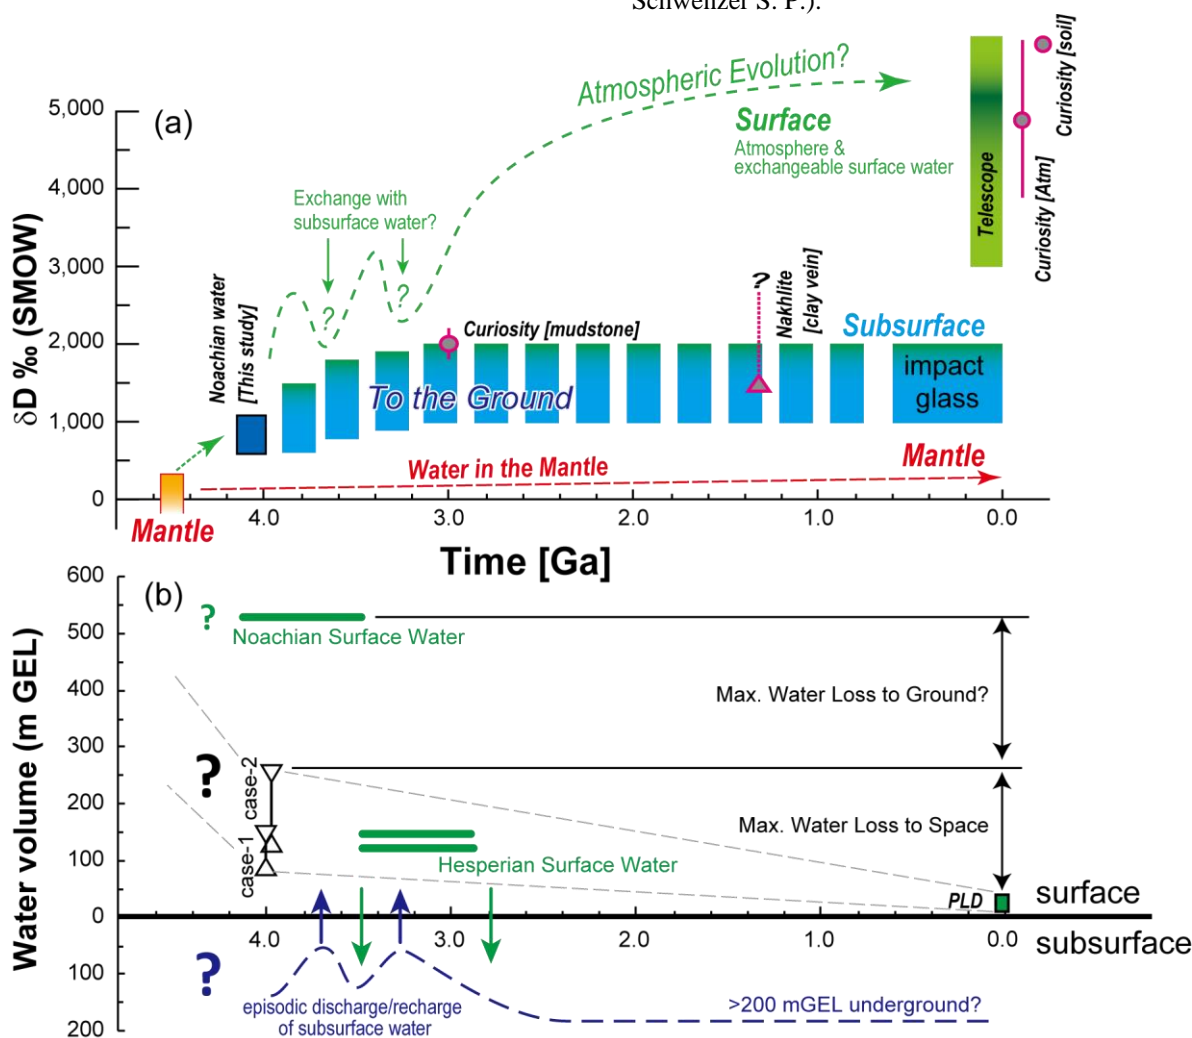 Schwenzer S. P.).
(a)
δD ‰ (SMOW)
5,000
4,000
3,000
2,000
1,000
0
Atmospheric Evolution?
Surface
Atmosphere &
exchangeable surface water
Exchange with
subsurface water?
?
?
Noachian water
[This study]
Curiosity [mudstone]
?
Nakhlite
[clay vein]
Telescope
Curiosity [Atm]
Curiosity [soil]
Subsurface
impact
glass
To the Ground
Water in the Mantle
Mantle
Mantle
4.0
3.0
2.0
1.0
0.0
Time [Ga]
(b)
Water volume (m GEL)
600
500
400
300
200
100
0
100
200
?
Noachian Surface Water
Max. Water Loss to Ground?
?
case-2
case-1
Max. Water Loss to Space
Hesperian Surface Water
PLD
surface
4.0
3.0
2.0
1.0
0.0
subsurface
?
episodic discharge/recharge
of subsurface water
>200 mGEL underground?